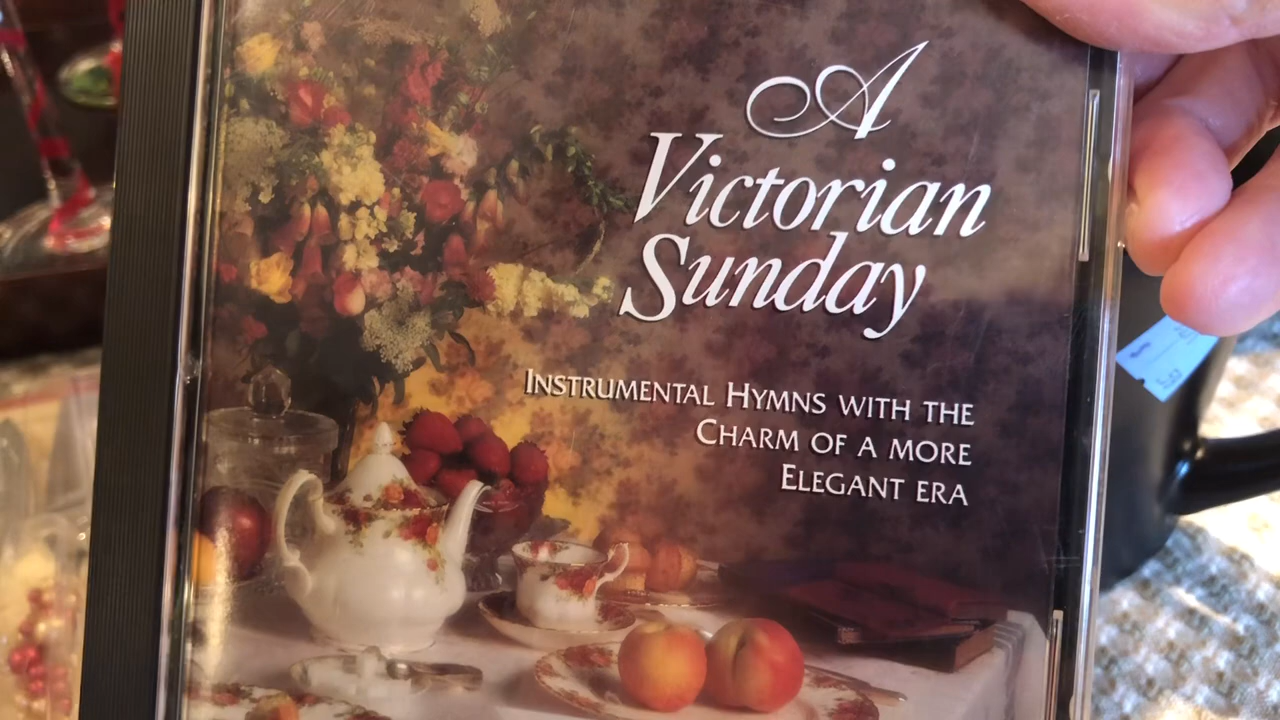 A
Victorian
Sunday
Instrumental Hymns with the
Charm of a more
Elegant era